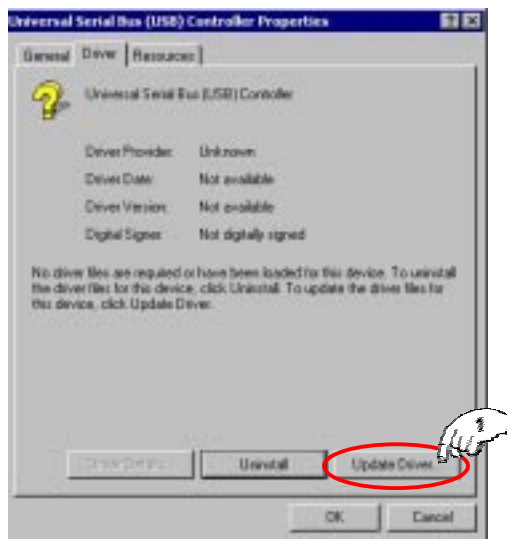 Universal Serial Bus (USB) Controller Properties
General Driver Resources
Universal Serial Bus (USB) Controller
Driver Provider: Unknown
Driver Date: Not available
Driver Version: Not available
Digital Signer: Not digitally signed
No driver files are required or have been loaded for this device. To uninstall
the driver files for this device, click Uninstall. To update the driver files for
this device, click Update Driver.
Driver Details... Uninstall Update Driver...
OK Cancel